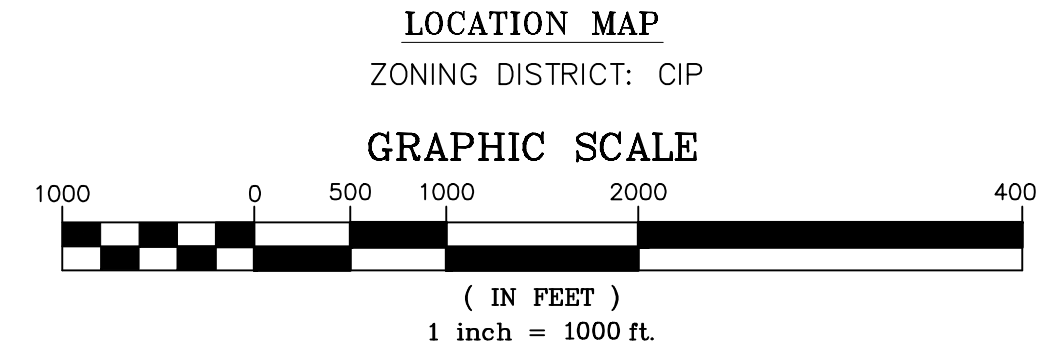 LOCATION MAP
ZONING DISTRICT: CIP
GRAPHIC SCALE
1000 0 500 1000 2000 400
( IN FEET )
1 inch = 1000 ft.